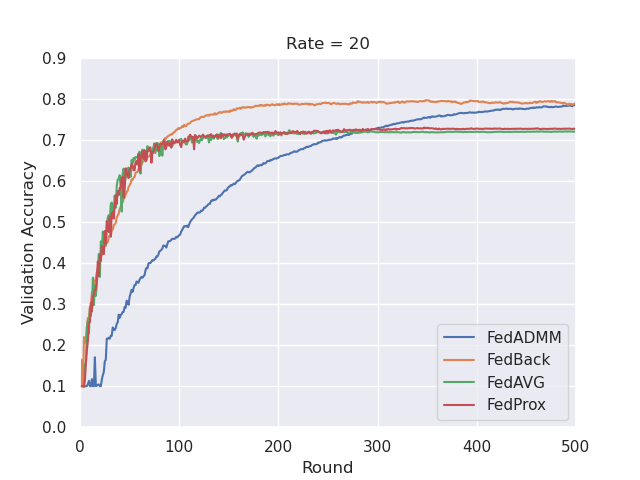 Rate = 20
Validation Accuracy
0.9
0.8
0.7
0.6
0.5
0.4
0.3
0.2
0.1
0.0
FedADMM
FedBack
FedAVG
FedProx
0 100 200 300 400 500
Round